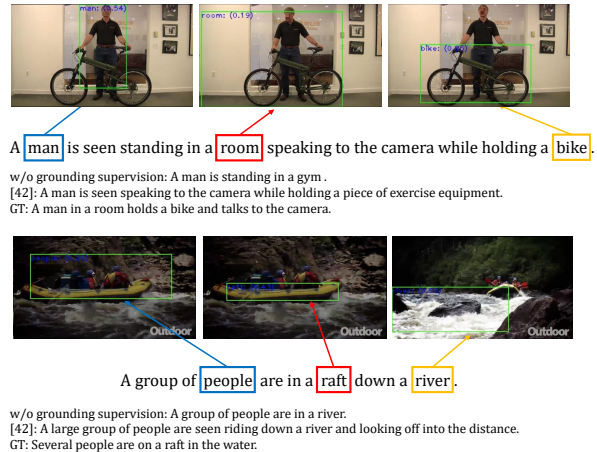 man: (0.54)
room: (0.19)
bike:
A man is seen standing in a room speaking to the camera while holding a bike.
w/o grounding supervision: A man is standing in a gym .
[42]: A man is seen speaking to the camera while holding a piece of exercise equipment.
GT: A man in a room holds a bike and talks to the camera.
Outdoor
Outdoor
Outdoor
A group of people are in a raft down a river.
w/o grounding supervision: A group of people are in a river.
[42]: A large group of people are seen riding down a river and looking off into the distance.
GT: Several people are on a raft in the water.